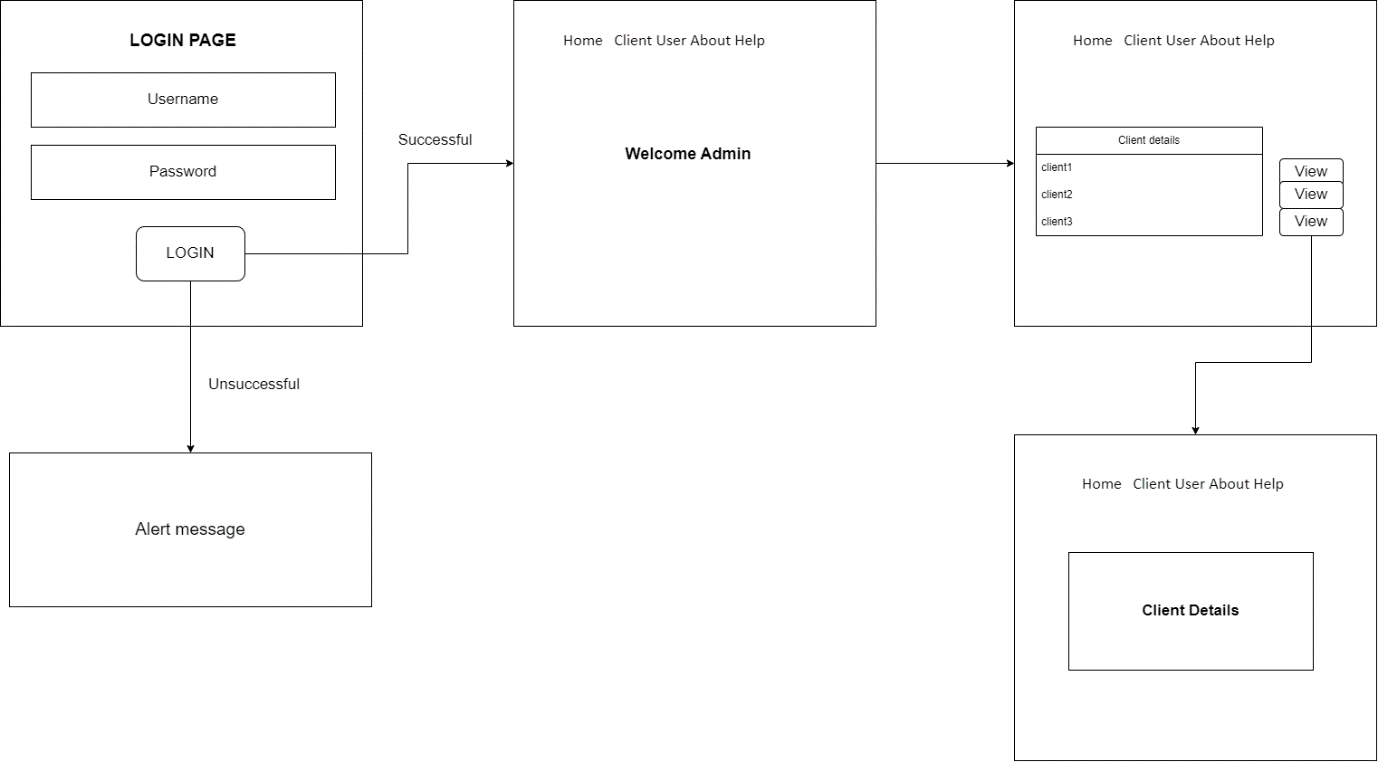 LOGIN PAGE
Username
Password
LOGIN
Successful
Unsuccessful
Alert message
Home Client User About Help
Welcome Admin
Home Client User About Help
Client details
client1
View
client2
View
client3
View
Home Client User About Help
Client Details